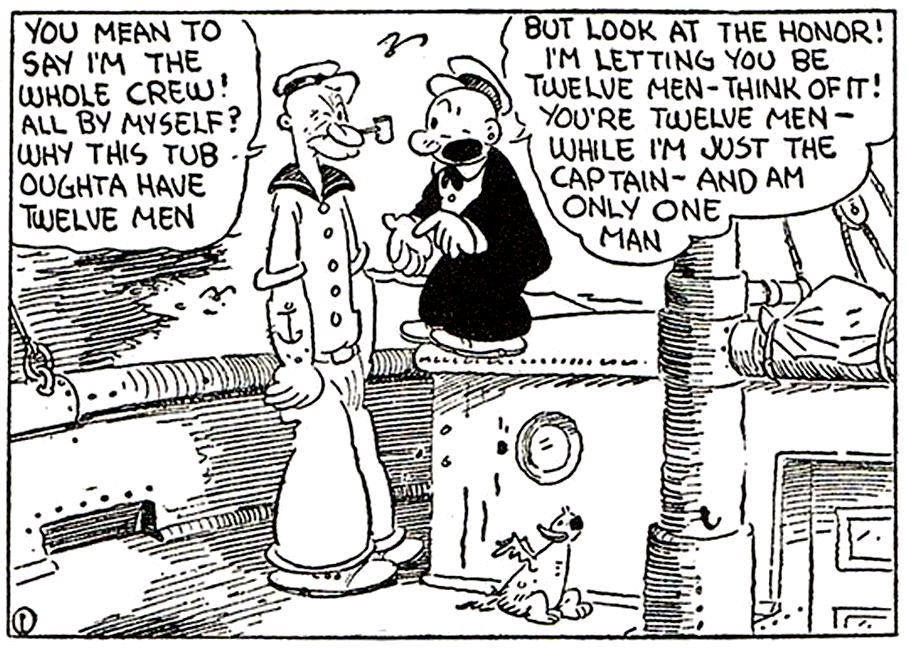 YOU MEAN TO
SAY I'M THE
WHOLE CREW!
ALL BY MYSELF?
WHY THIS TUB
OUGHTA HAVE
TWELVE MEN
BUT LOOK AT THE HONOR!
I'M LETTING YOU BE
TWELVE MEN - THINK OF IT!
YOU'RE TWELVE MEN -
WHILE I'M JUST THE
CAPTAIN - AND AM
ONLY ONE
MAN
1